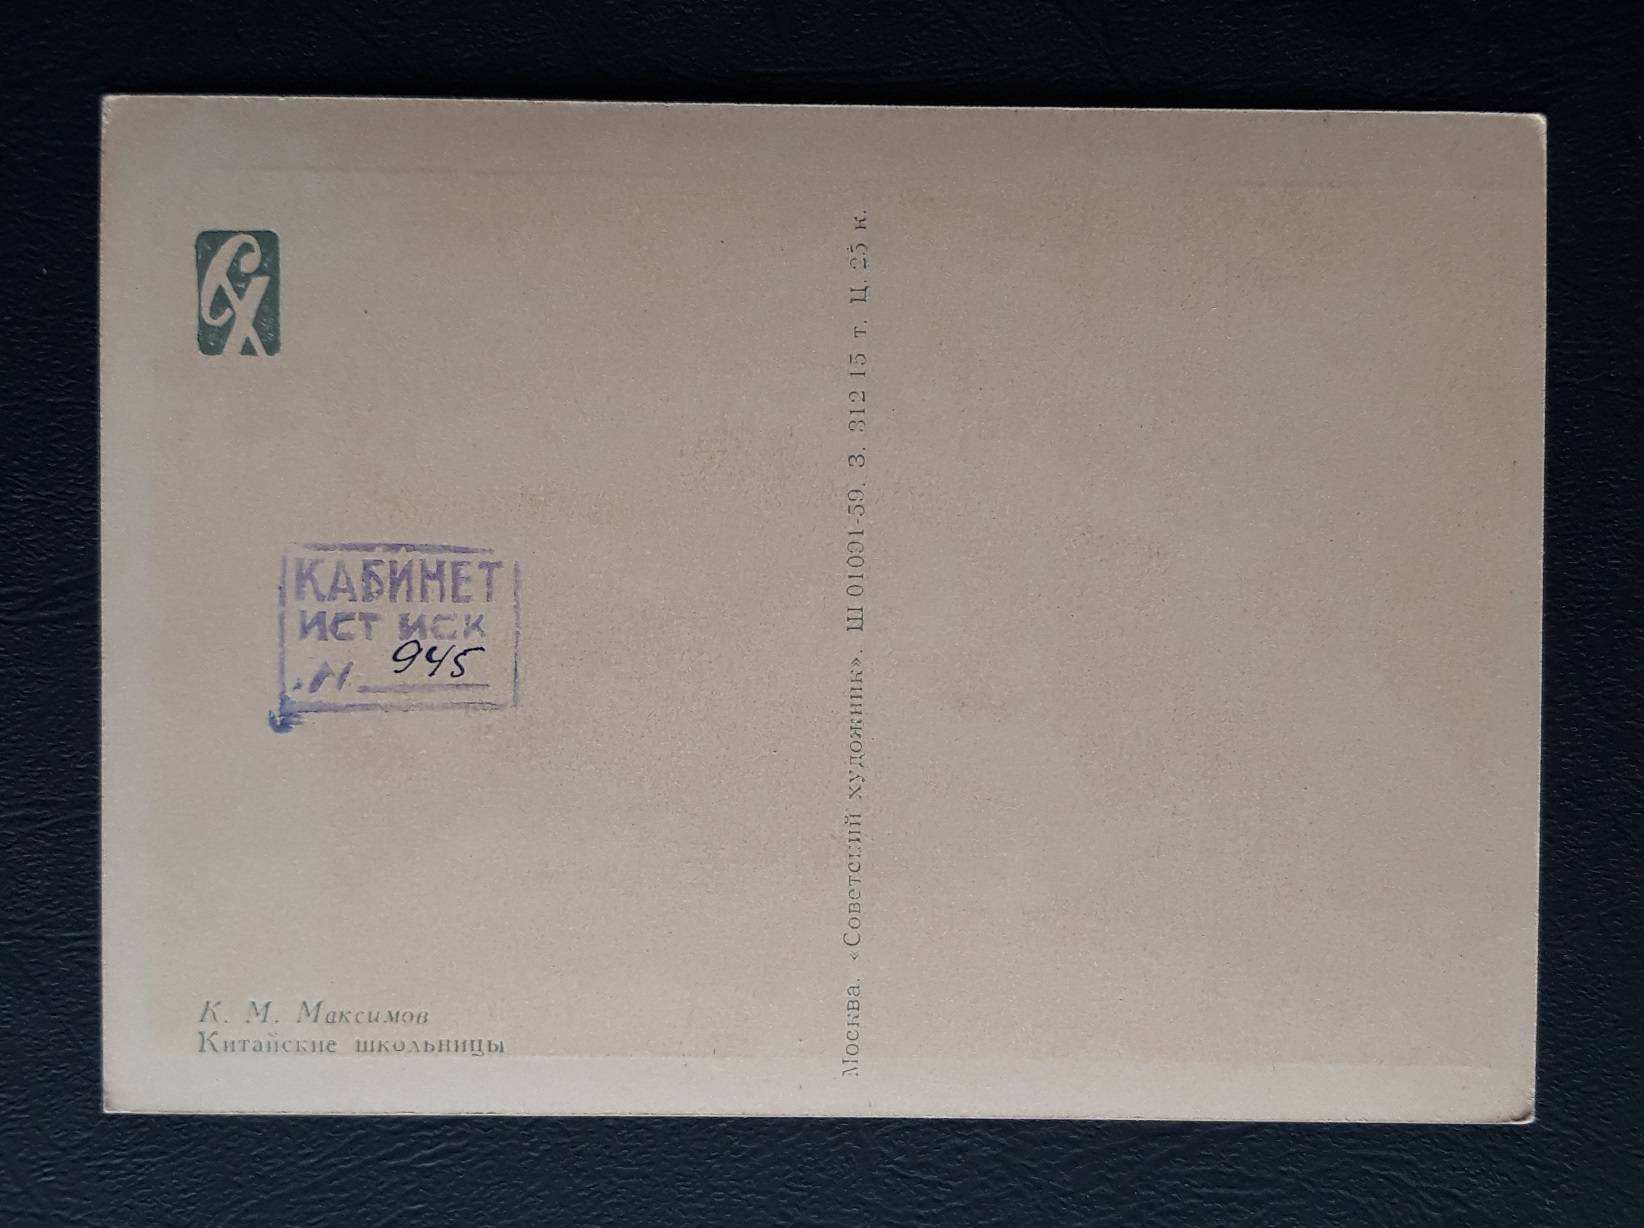 СХ
КАБИНЕТ
ИСТ ИСК
N 945
К. М. Максимов
Китайские школьницы
Москва. «Советский художник». Ш 01091-59. З. 312 15 т. Ц. 25 к.